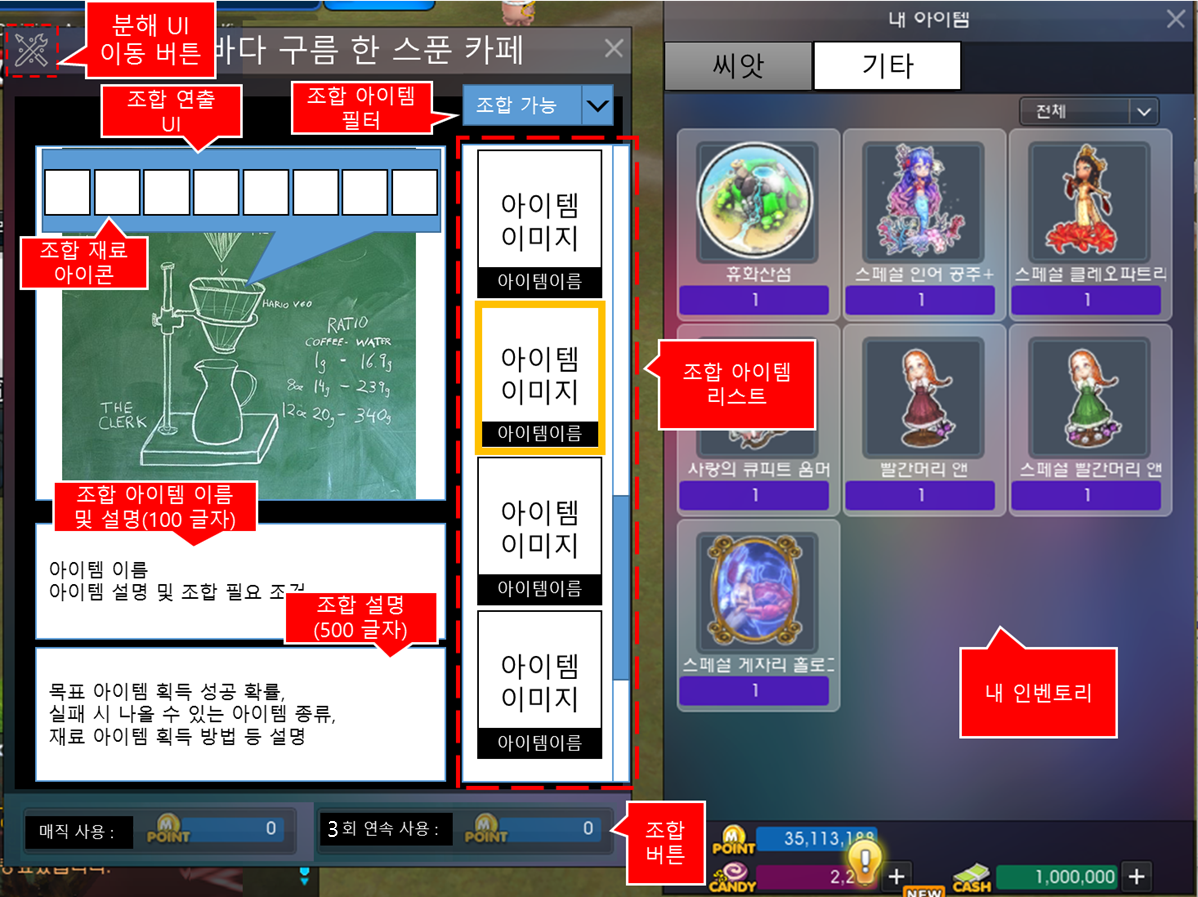 분해 UI
이동 버튼
바다 구름 한 스푼 카페
조합 연출
UI
조합 아이템
필터
조합 가능
조합 재료
아이콘
HARIO V60
RATIO
COFFEE - WATER
1g - 16.9g
8oz 14g - 239g
12oz 20g - 340g
THE
CLERK
조합 아이템 이름
및 설명(100 글자)
아이템 이름
아이템 설명 및 조합 필요
조합 설명
(500 글자)
목표 아이템 획득 성공 확률,
실패 시 나올 수 있는 아이템 종류,
재료 아이템 획득 방법 등 설명
아이템
이미지
아이템이름
아이템
이미지
아이템이름
아이템
이미지
아이템이름
아이템
이미지
아이템이름
조합 아이템
리스트
매직 사용 :
M
POINT
0
3회 연속 사용 :
M
POINT
0
조합
버튼
내 아이템
씨앗
기타
전체
휴화산섬
1
스페셜 인어 공주+
1
스페셜 클레오파트라
1
사랑의 큐피트 움머
1
빨간머리 앤
1
스페셜 빨간머리 앤
1
스페셜 게자리 홀로그
1
내 인벤토리
M
POINT
35,113,188
CANDY
+
NEW
CASH
1,000,000
+